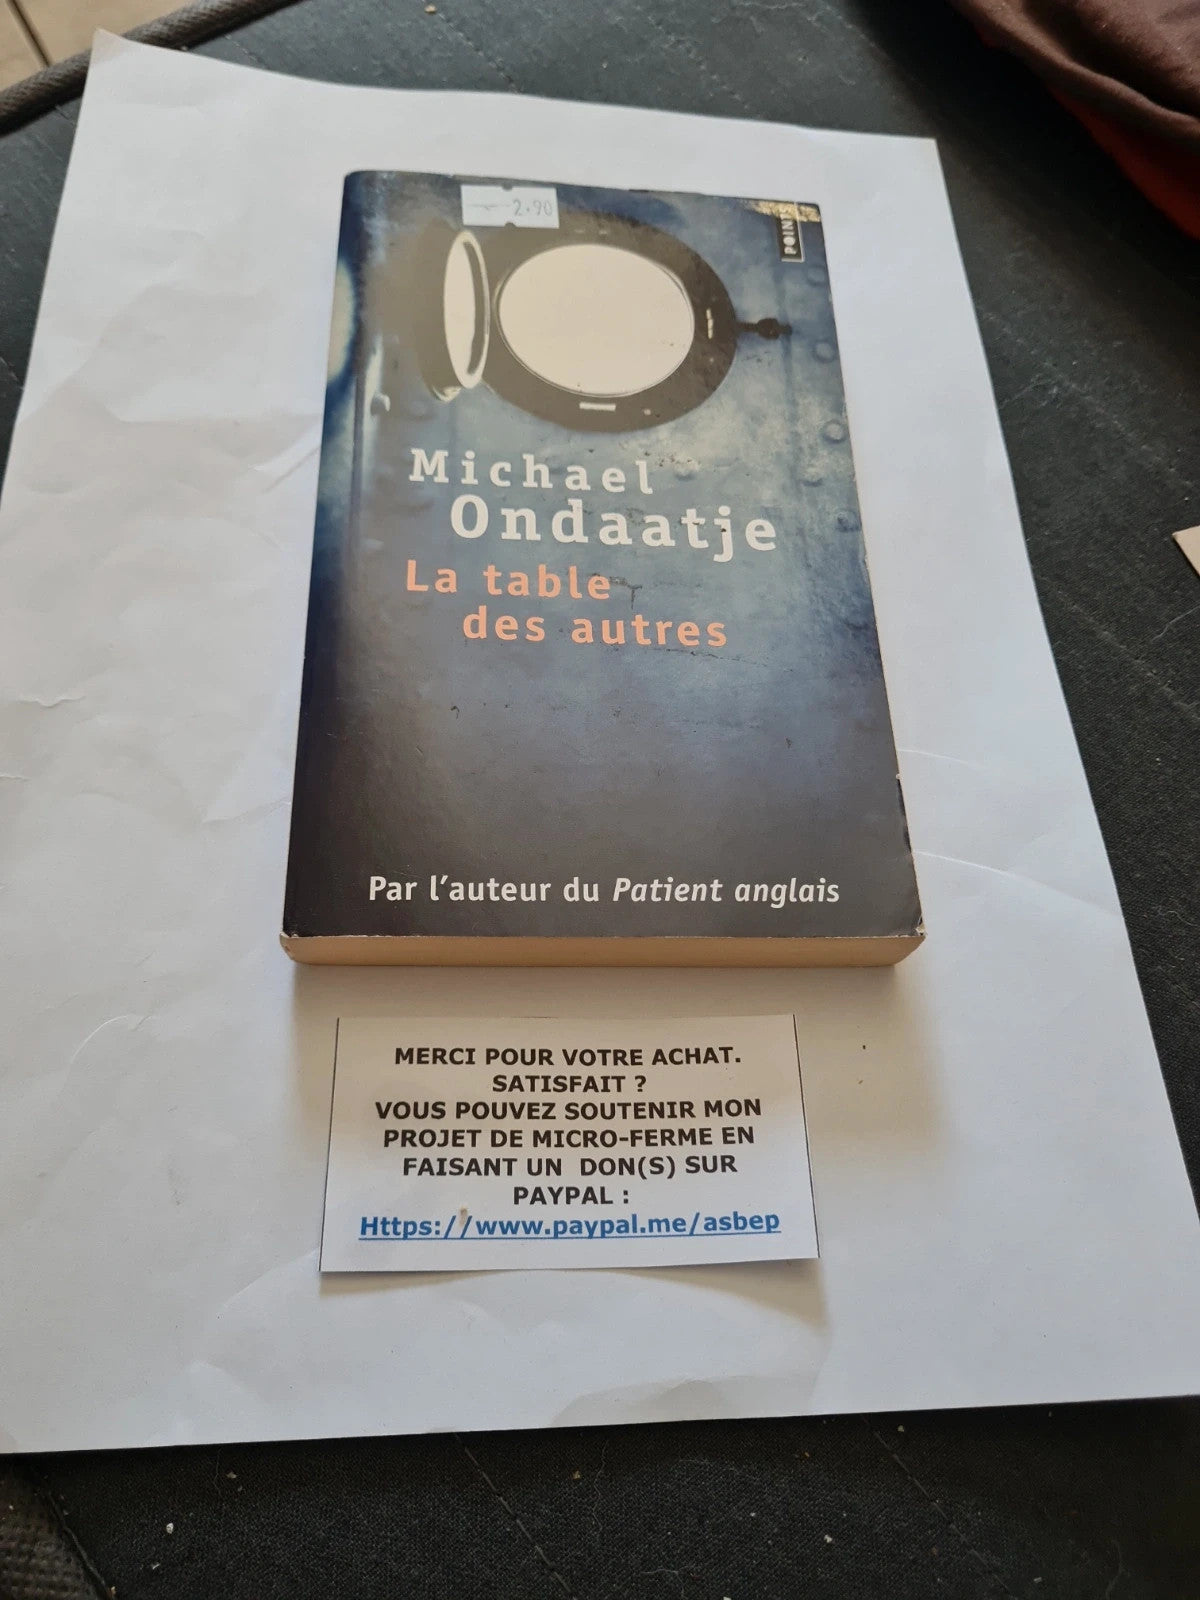 2.90
Michael
Ondaatje
La table
des autres
Par l'auteur du Patient anglais
MERCI POUR VOTRE ACHAT.
SATISFAIT ?
VOUS POUVEZ SOUTENIR MON
PROJET DE MICRO-FERME EN
FAISANT UN DON(S) SUR
PAYPAL :
Https://www.paypal.me/asbep